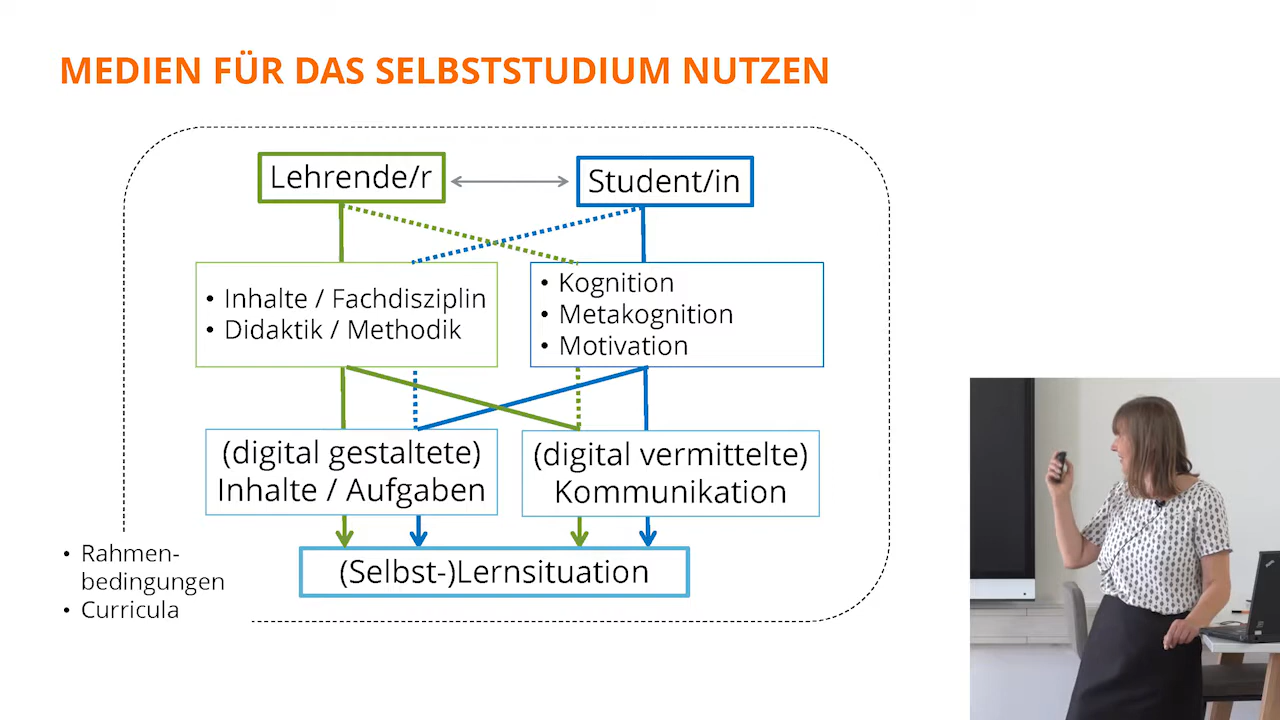 MEDIEN FÜR DAS SELBSTSTUDIUM NUTZEN
Lehrende/r
Student/in
• Inhalte / Fachdisziplin
• Didaktik / Methodik
• Kognition
• Metakognition
• Motivation
(digital gestaltete)
Inhalte / Aufgaben
(digital vermittelte)
Kommunikation
(Selbst-)Lernsituation
• Rahmen-
bedingungen
• Curricula